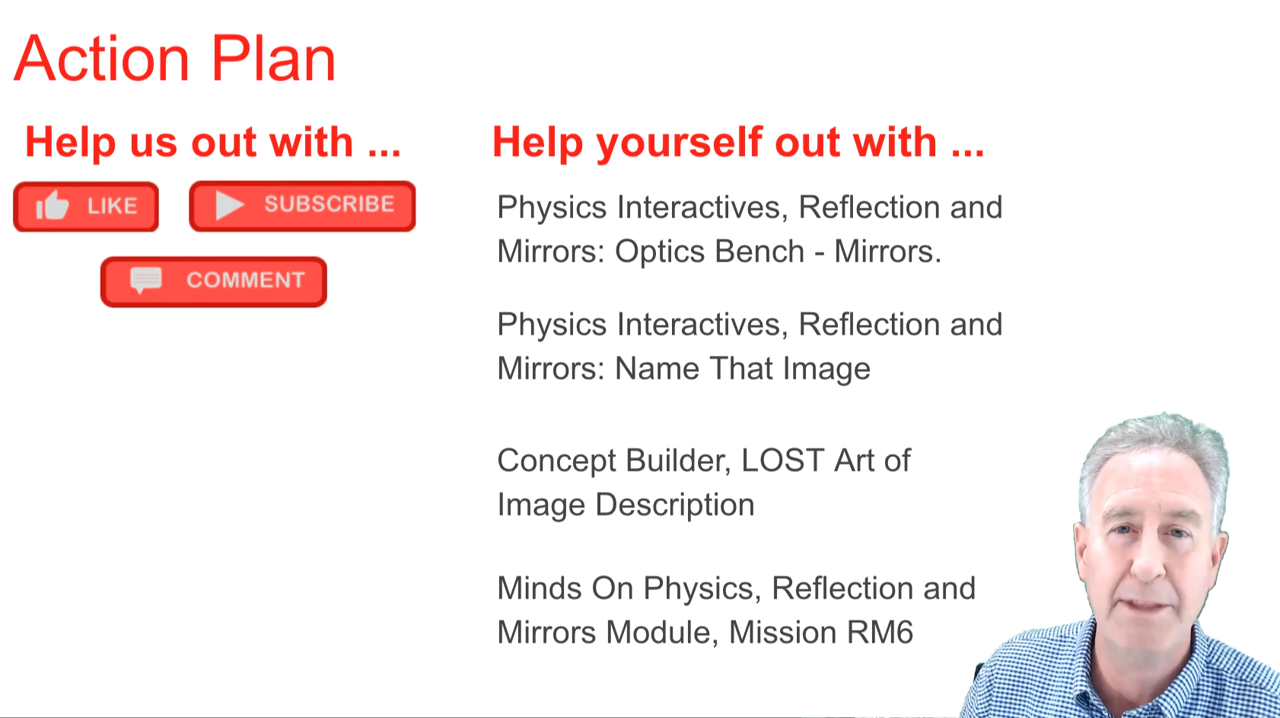 Action Plan
Help us out with ...
LIKE
SUBSCRIBE
COMMENT
Help yourself out with ...
Physics Interactives, Reflection and
Mirrors: Optics Bench - Mirrors.
Physics Interactives, Reflection and
Mirrors: Name That Image
Concept Builder, LOST Art of
Image Description
Minds On Physics, Reflection and
Mirrors Module, Mission RM6